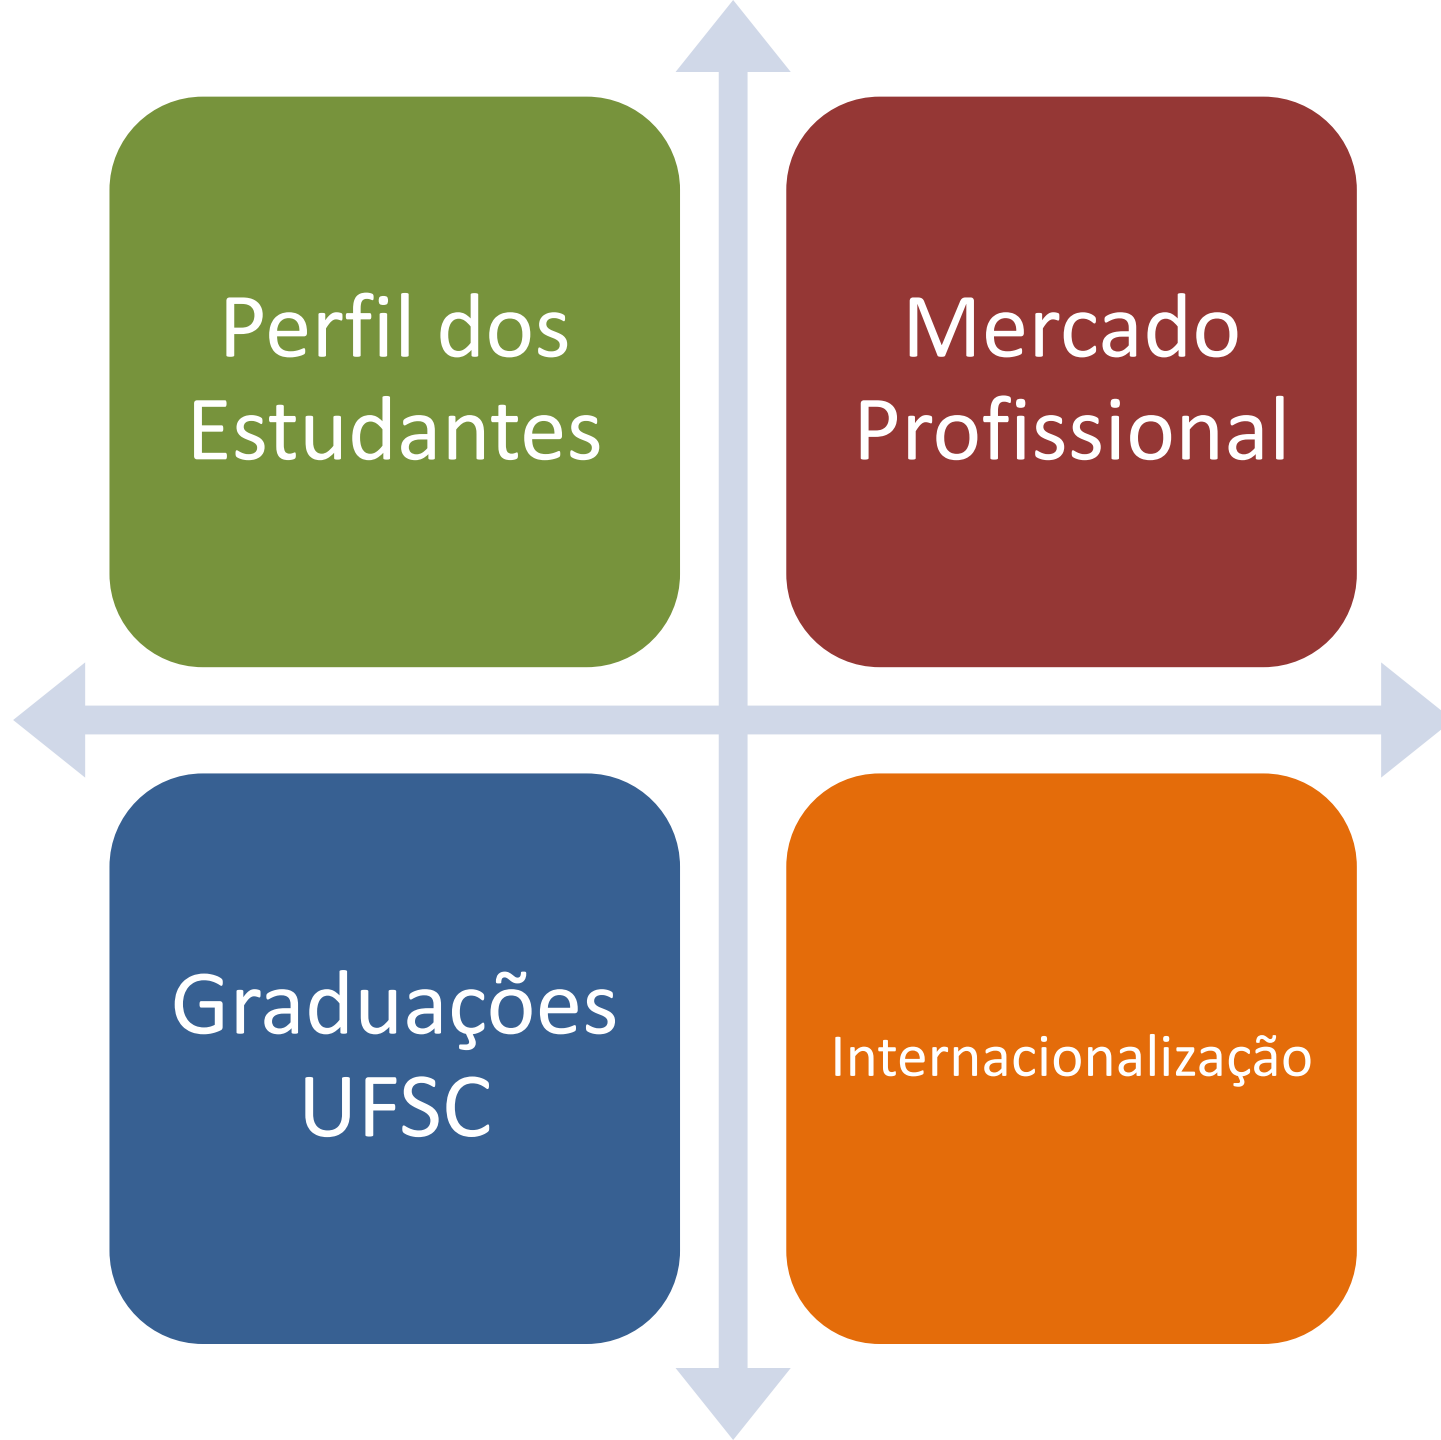 Perfil dos
Estudantes
Mercado
Profissional
Graduações
UFSC
Internacionalização